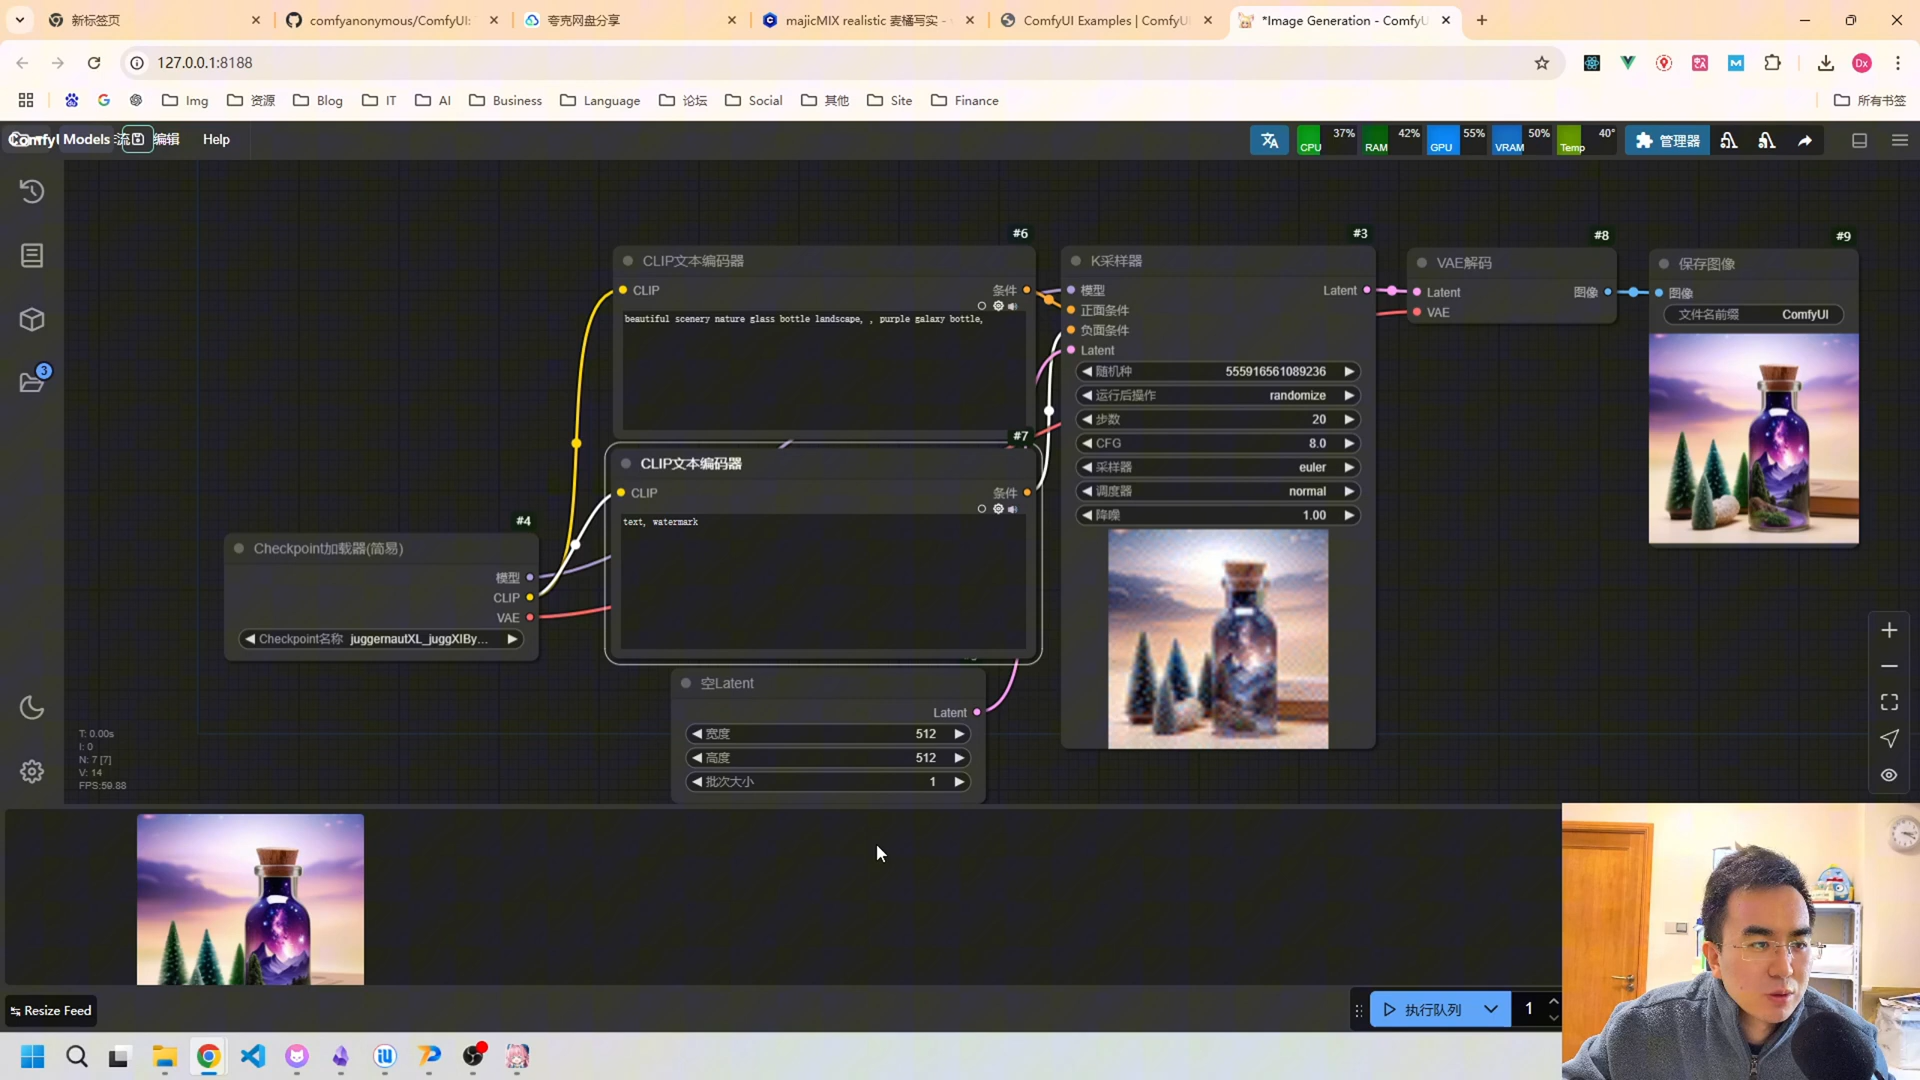 新标签页
comfyanonymous/ComfyUI:
夸克网盘分享
majicMIX realistic 麦橘写实 -
ComfyUI Examples | ComfyUI
*Image Generation - ComfyU
127.0.0.1:8188
Dx
Img
资源
Blog
IT
AI
Business
Language
论坛
Social
其他
Site
Finance
所有书签
Models
流
编辑
Help
CPU 37%
RAM 42%
GPU 55%
VRAM 50%
Temp 40°
管理器
3
#6
CLIP文本编码器
CLIP
条件
beautiful scenery nature glass bottle landscape, , purple galaxy bottle,
#7
CLIP文本编码器
CLIP
条件
text, watermark
#4
Checkpoint加载器(简易)
模型
CLIP
VAE
Checkpoint名称 juggernautXL_juggXIBy...
空Latent
Latent
宽度 512
高度 512
批次大小 1
#3
K采样器
模型
Latent
正面条件
负面条件
Latent
随机种 555916561089236
运行后操作 randomize
步数 20
CFG 8.0
采样器 euler
调度器 normal
降噪 1.00
#8
VAE解码
Latent
图像
VAE
#9
保存图像
图像
文件名前缀 ComfyUI
T: 0.00s
I: 0
N: 7 [7]
V: 14
FPS:59.88
Resize Feed
执行队列
1